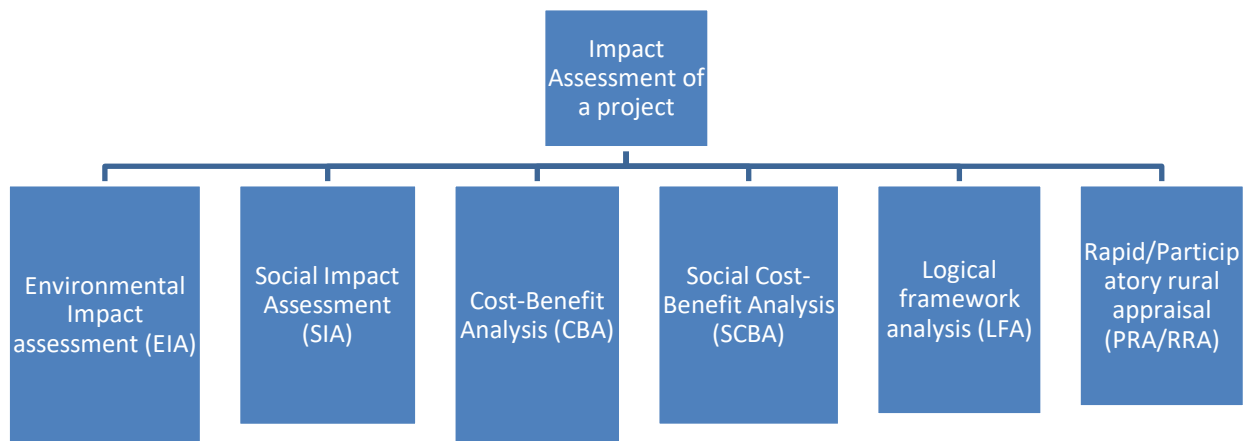 Impact
Assessment of
a project
Environmental
Impact
assessment (EIA)
Social Impact
Assessment
(SIA)
Cost-Benefit
Analysis (CBA)
Social Cost-
Benefit Analysis
(SCBA)
Logical
framework
analysis (LFA)
Rapid/Particip
atory rural
appraisal
(PRA/RRA)